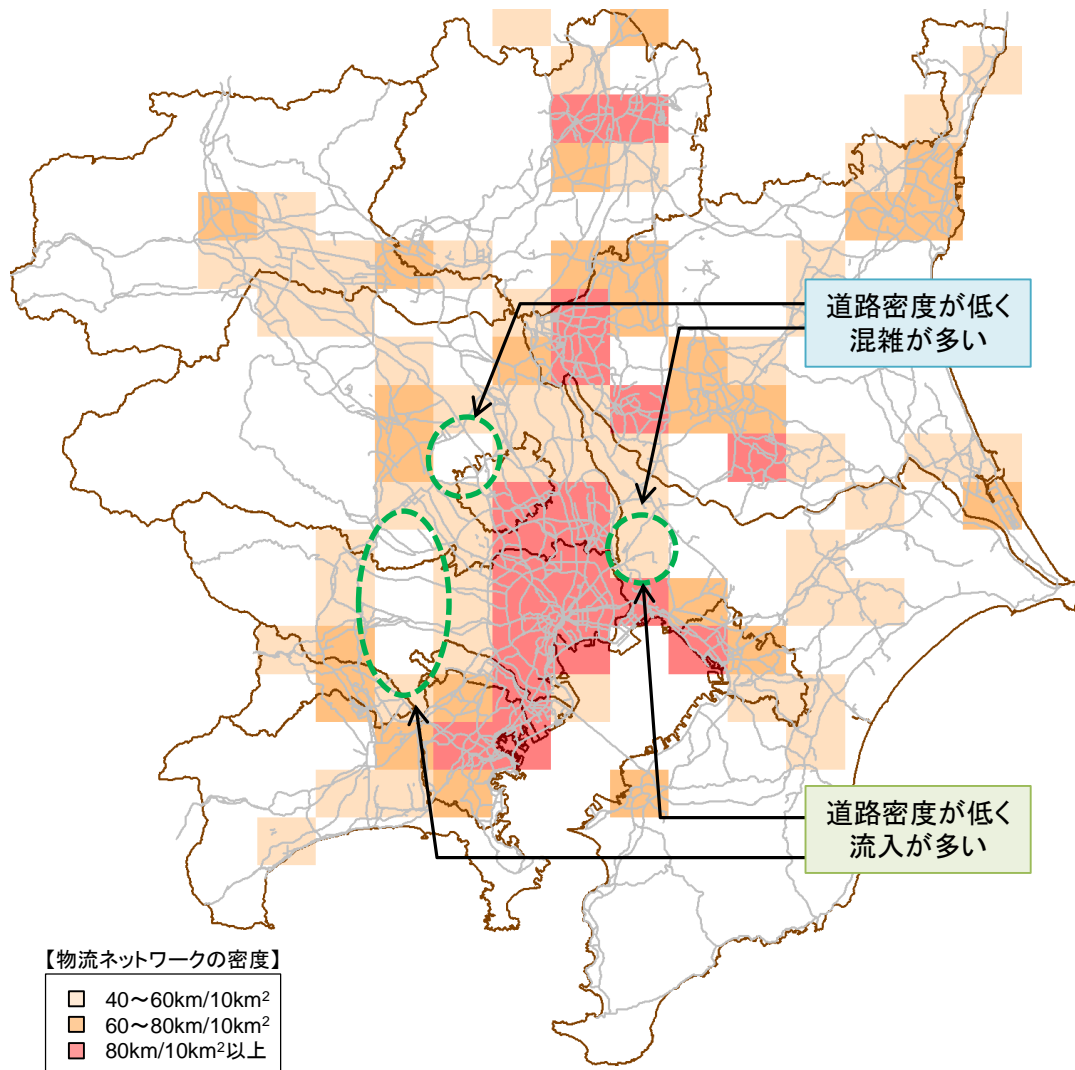 道路密度が低く
混雑が多い
道路密度が低く
流入が多い
【物流ネットワークの密度】
40～60km/10km²
60～80km/10km²
80km/10km²以上